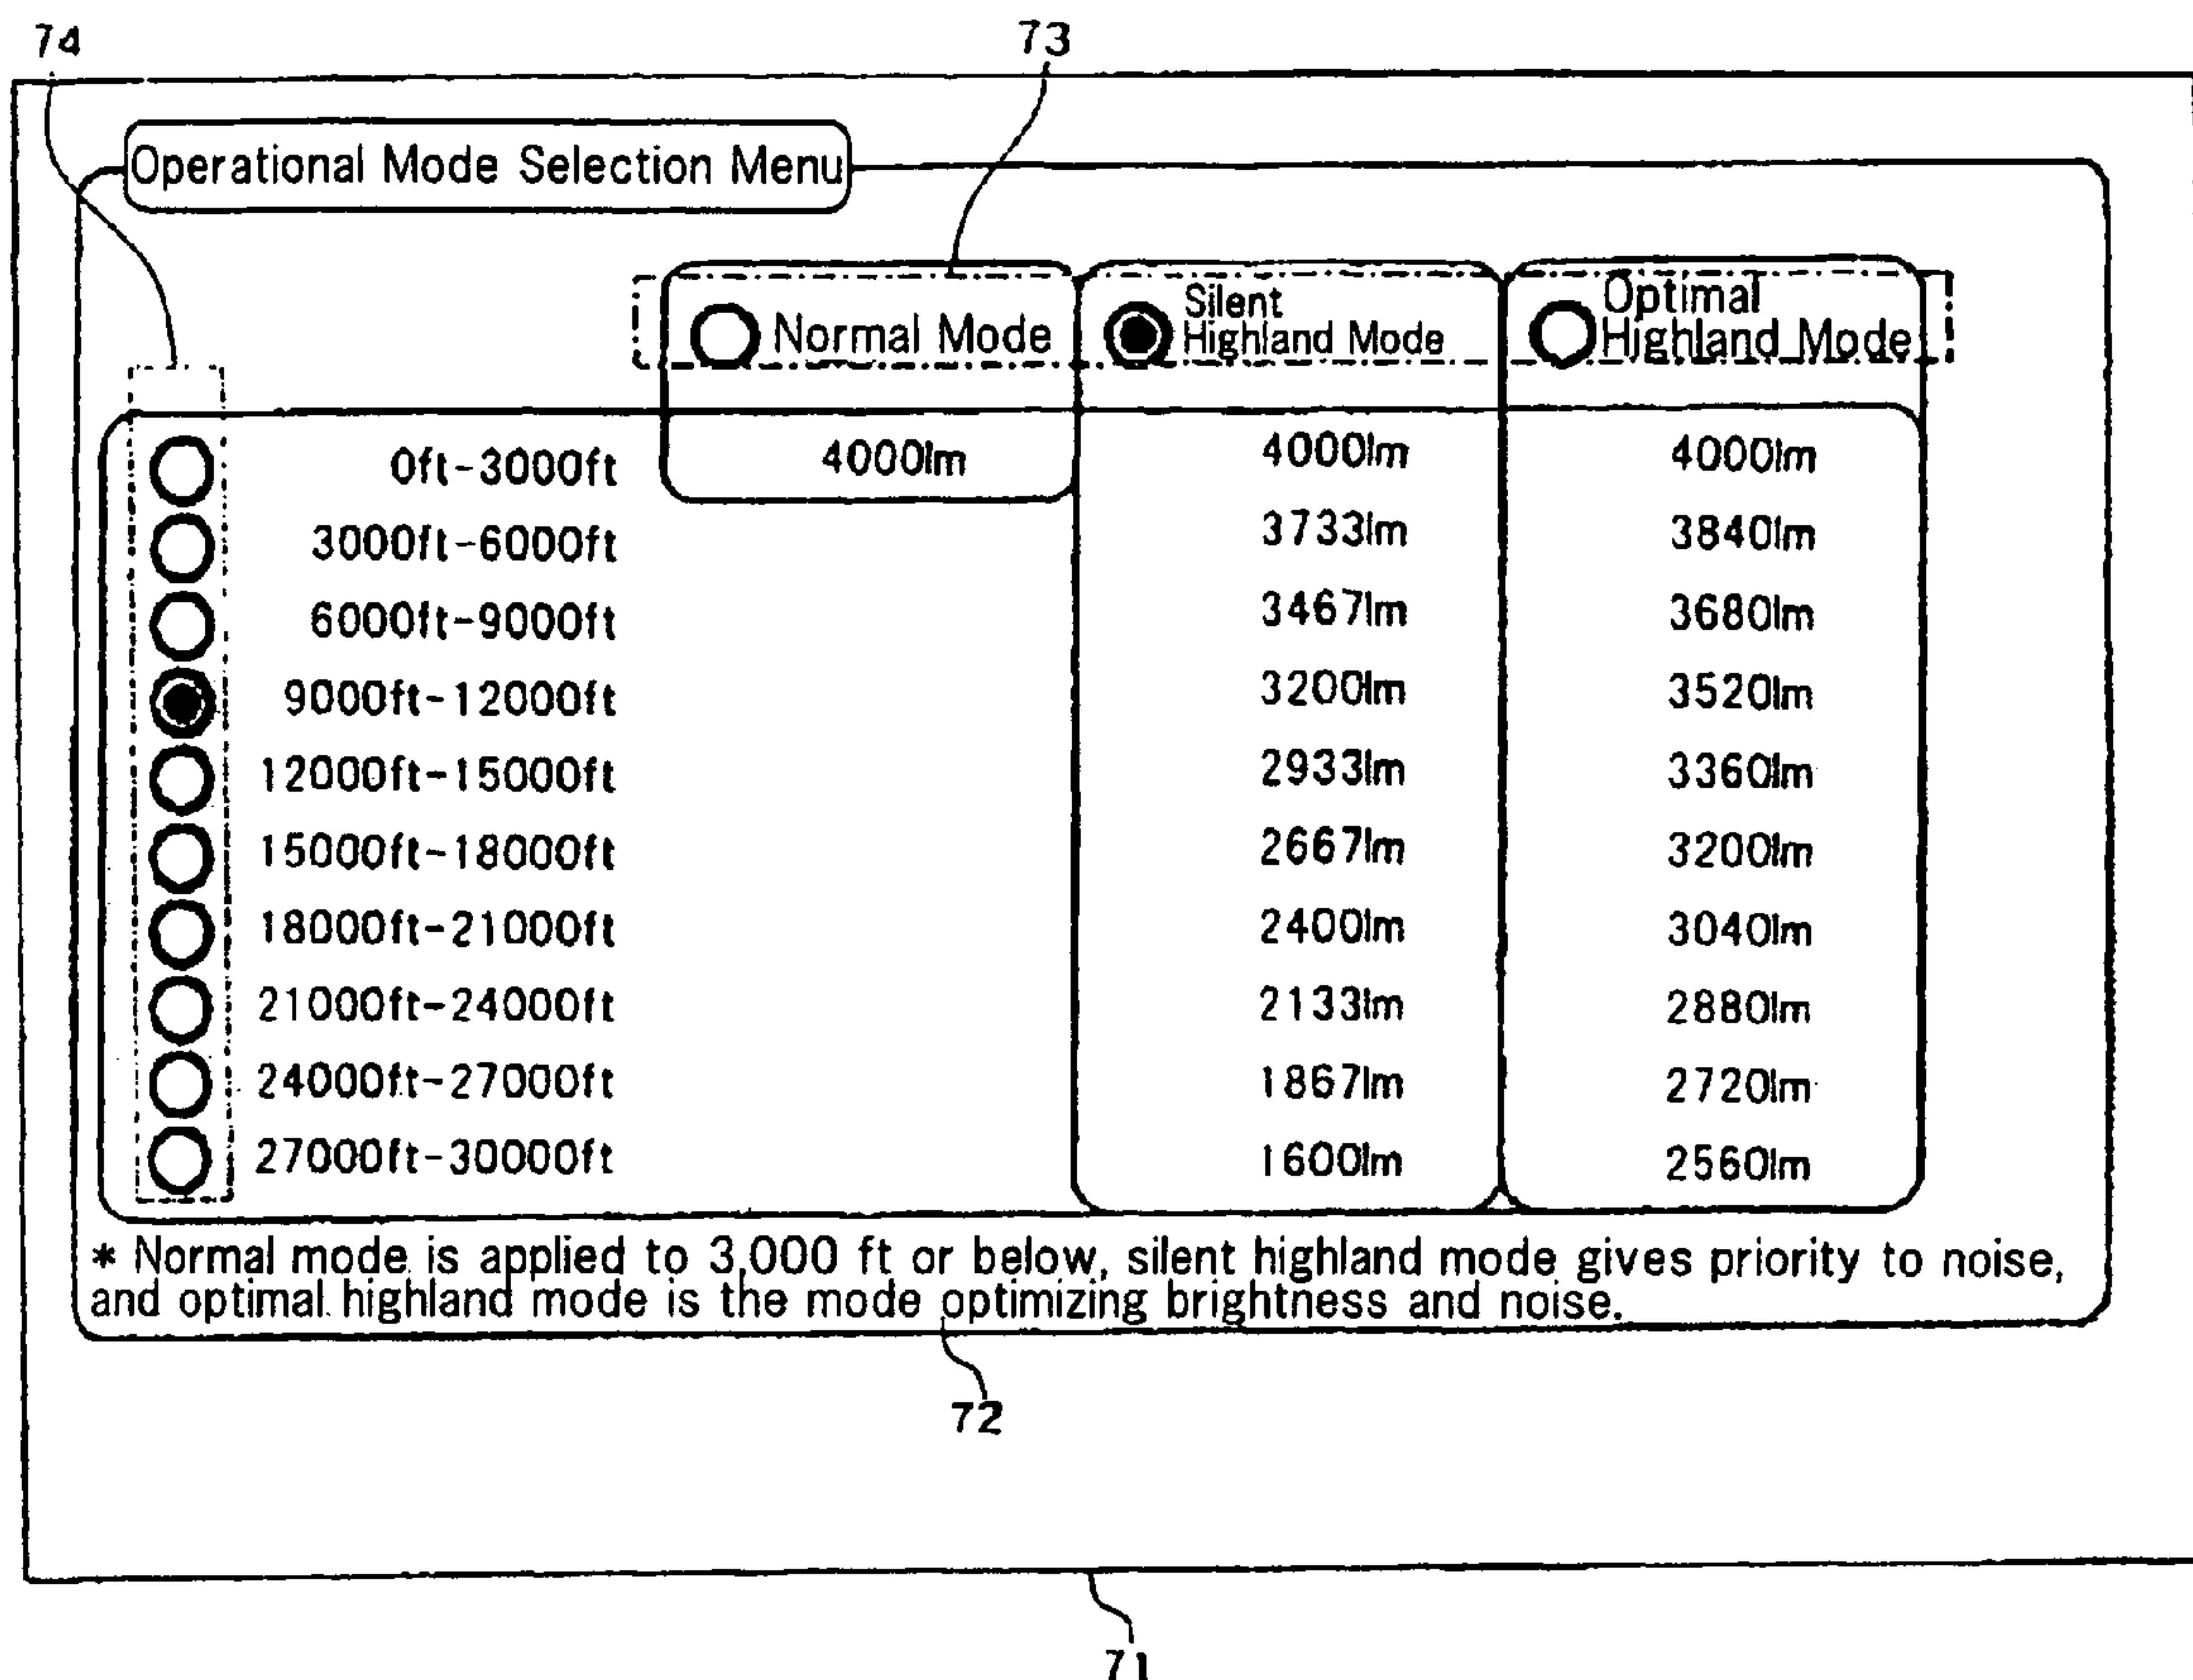 74
73
Operational Mode Selection Menu
Normal Mode
Silent
Highland Mode
Optimal
Highland Mode
0ft-3000ft 4000lm 4000lm 4000lm
3000ft-6000ft 3733lm 3840lm
6000ft-9000ft 3467lm 3680lm
9000ft-12000ft 3200lm 3520lm
12000ft-15000ft 2933lm 3360lm
15000ft-18000ft 2667lm 3200lm
18000ft-21000ft 2400lm 3040lm
21000ft-24000ft 2133lm 2880lm
24000ft-27000ft 1867lm 2720lm
27000ft-30000ft 1600lm 2560lm
* Normal mode is applied to 3,000 ft or below, silent highland mode gives priority to noise,
and optimal highland mode is the mode optimizing brightness and noise.
72
71